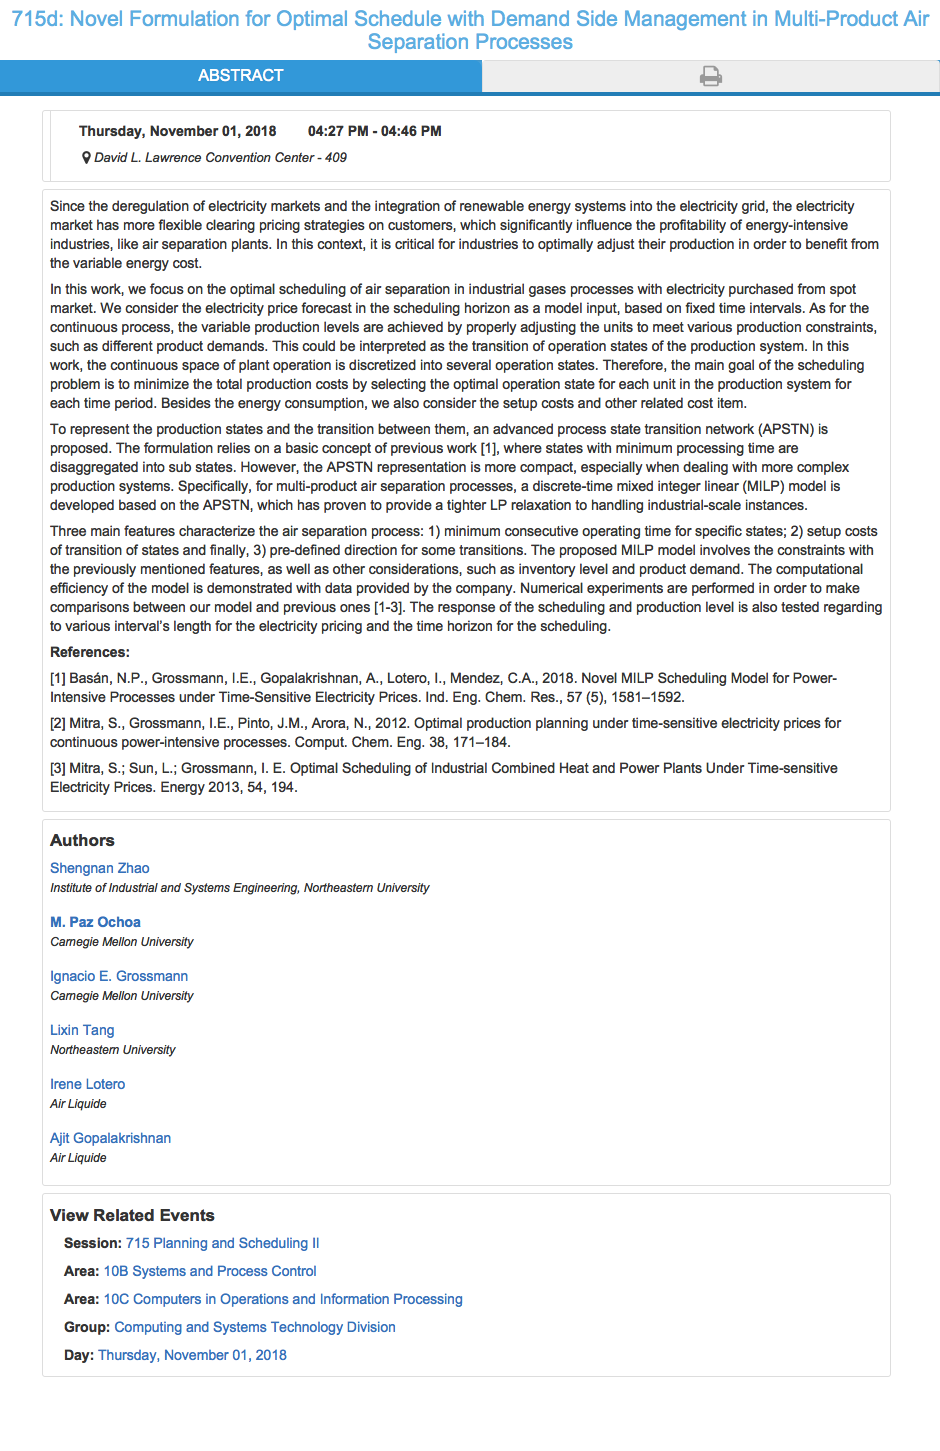 715d: Novel Formulation for Optimal Schedule with Demand Side Management in Multi-Product Air
Separation Processes
ABSTRACT
Thursday, November 01, 2018 04:27 PM - 04:46 PM
David L. Lawrence Convention Center - 409
Since the deregulation of electricity markets and the integration of renewable energy systems into the electricity grid, the electricity
market has more flexible clearing pricing strategies on customers, which significantly influence the profitability of energy-intensive
industries, like air separation plants. In this context, it is critical for industries to optimally adjust their production in order to benefit from
the variable energy cost.
In this work, we focus on the optimal scheduling of air separation in industrial gases processes with electricity purchased from spot
market. We consider the electricity price forecast in the scheduling horizon as a model input, based on fixed time intervals. As for the
continuous process, the variable production levels are achieved by properly adjusting the units to meet various production constraints,
such as different product demands. This could be interpreted as the transition of operation states of the production system. In this
work, the continuous space of plant operation is discretized into several operation states. Therefore, the main goal of the scheduling
problem is to minimize the total production costs by selecting the optimal operation state for each unit in the production system for
each time period. Besides the energy consumption, we also consider the setup costs and other related cost item.
To represent the production states and the transition between them, an advanced process state transition network (APSTN) is
proposed. The formulation relies on a basic concept of previous work [1], where states with minimum processing time are
disaggregated into sub states. However, the APSTN representation is more compact, especially when dealing with more complex
production systems. Specifically, for multi-product air separation processes, a discrete-time mixed integer linear (MILP) model is
developed based on the APSTN, which has proven to provide a tighter LP relaxation to handling industrial-scale instances.
Three main features characterize the air separation process: 1) minimum consecutive operating time for specific states; 2) setup costs
of transition of states and finally, 3) pre-defined direction for some transitions. The proposed MILP model involves the constraints with
the previously mentioned features, as well as other considerations, such as inventory level and product demand. The computational
efficiency of the model is demonstrated with data provided by the company. Numerical experiments are performed in order to make
comparisons between our model and previous ones [1-3]. The response of the scheduling and production level is also tested regarding
to various interval's length for the electricity pricing and the time horizon for the scheduling.
References:
[1] Basán, N.P., Grossmann, I.E., Gopalakrishnan, A., Lotero, I., Mendez, C.A., 2018. Novel MILP Scheduling Model for Power-
Intensive Processes under Time-Sensitive Electricity Prices. Ind. Eng. Chem. Res., 57 (5), 1581–1592.
[2] Mitra, S., Grossmann, I.E., Pinto, J.M., Arora, N., 2012. Optimal production planning under time-sensitive electricity prices for
continuous power-intensive processes. Comput. Chem. Eng. 38, 171–184.
[3] Mitra, S.; Sun, L.; Grossmann, I. E. Optimal Scheduling of Industrial Combined Heat and Power Plants Under Time-sensitive
Electricity Prices. Energy 2013, 54, 194.
Authors
Shengnan Zhao
Institute of Industrial and Systems Engineering, Northeastern University
M. Paz Ochoa
Carnegie Mellon University
Ignacio E. Grossmann
Carnegie Mellon University
Lixin Tang
Northeastern University
Irene Lotero
Air Liquide
Ajit Gopalakrishnan
Air Liquide
View Related Events
Session: 715 Planning and Scheduling II
Area: 10B Systems and Process Control
Area: 10C Computers in Operations and Information Processing
Group: Computing and Systems Technology Division
Day: Thursday, November 01, 2018